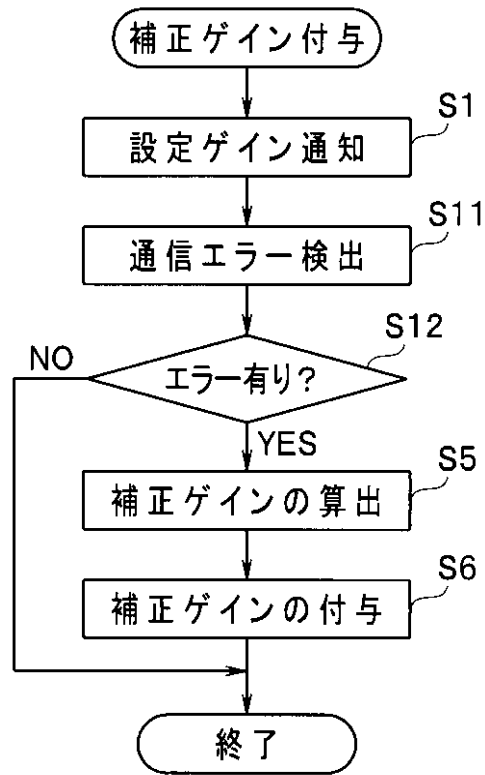 補正ゲイン付与
S1
設定ゲイン通知
S11
通信エラー検出
S12
NO
エラー有り?
YES
S5
補正ゲインの算出
S6
補正ゲインの付与
終了